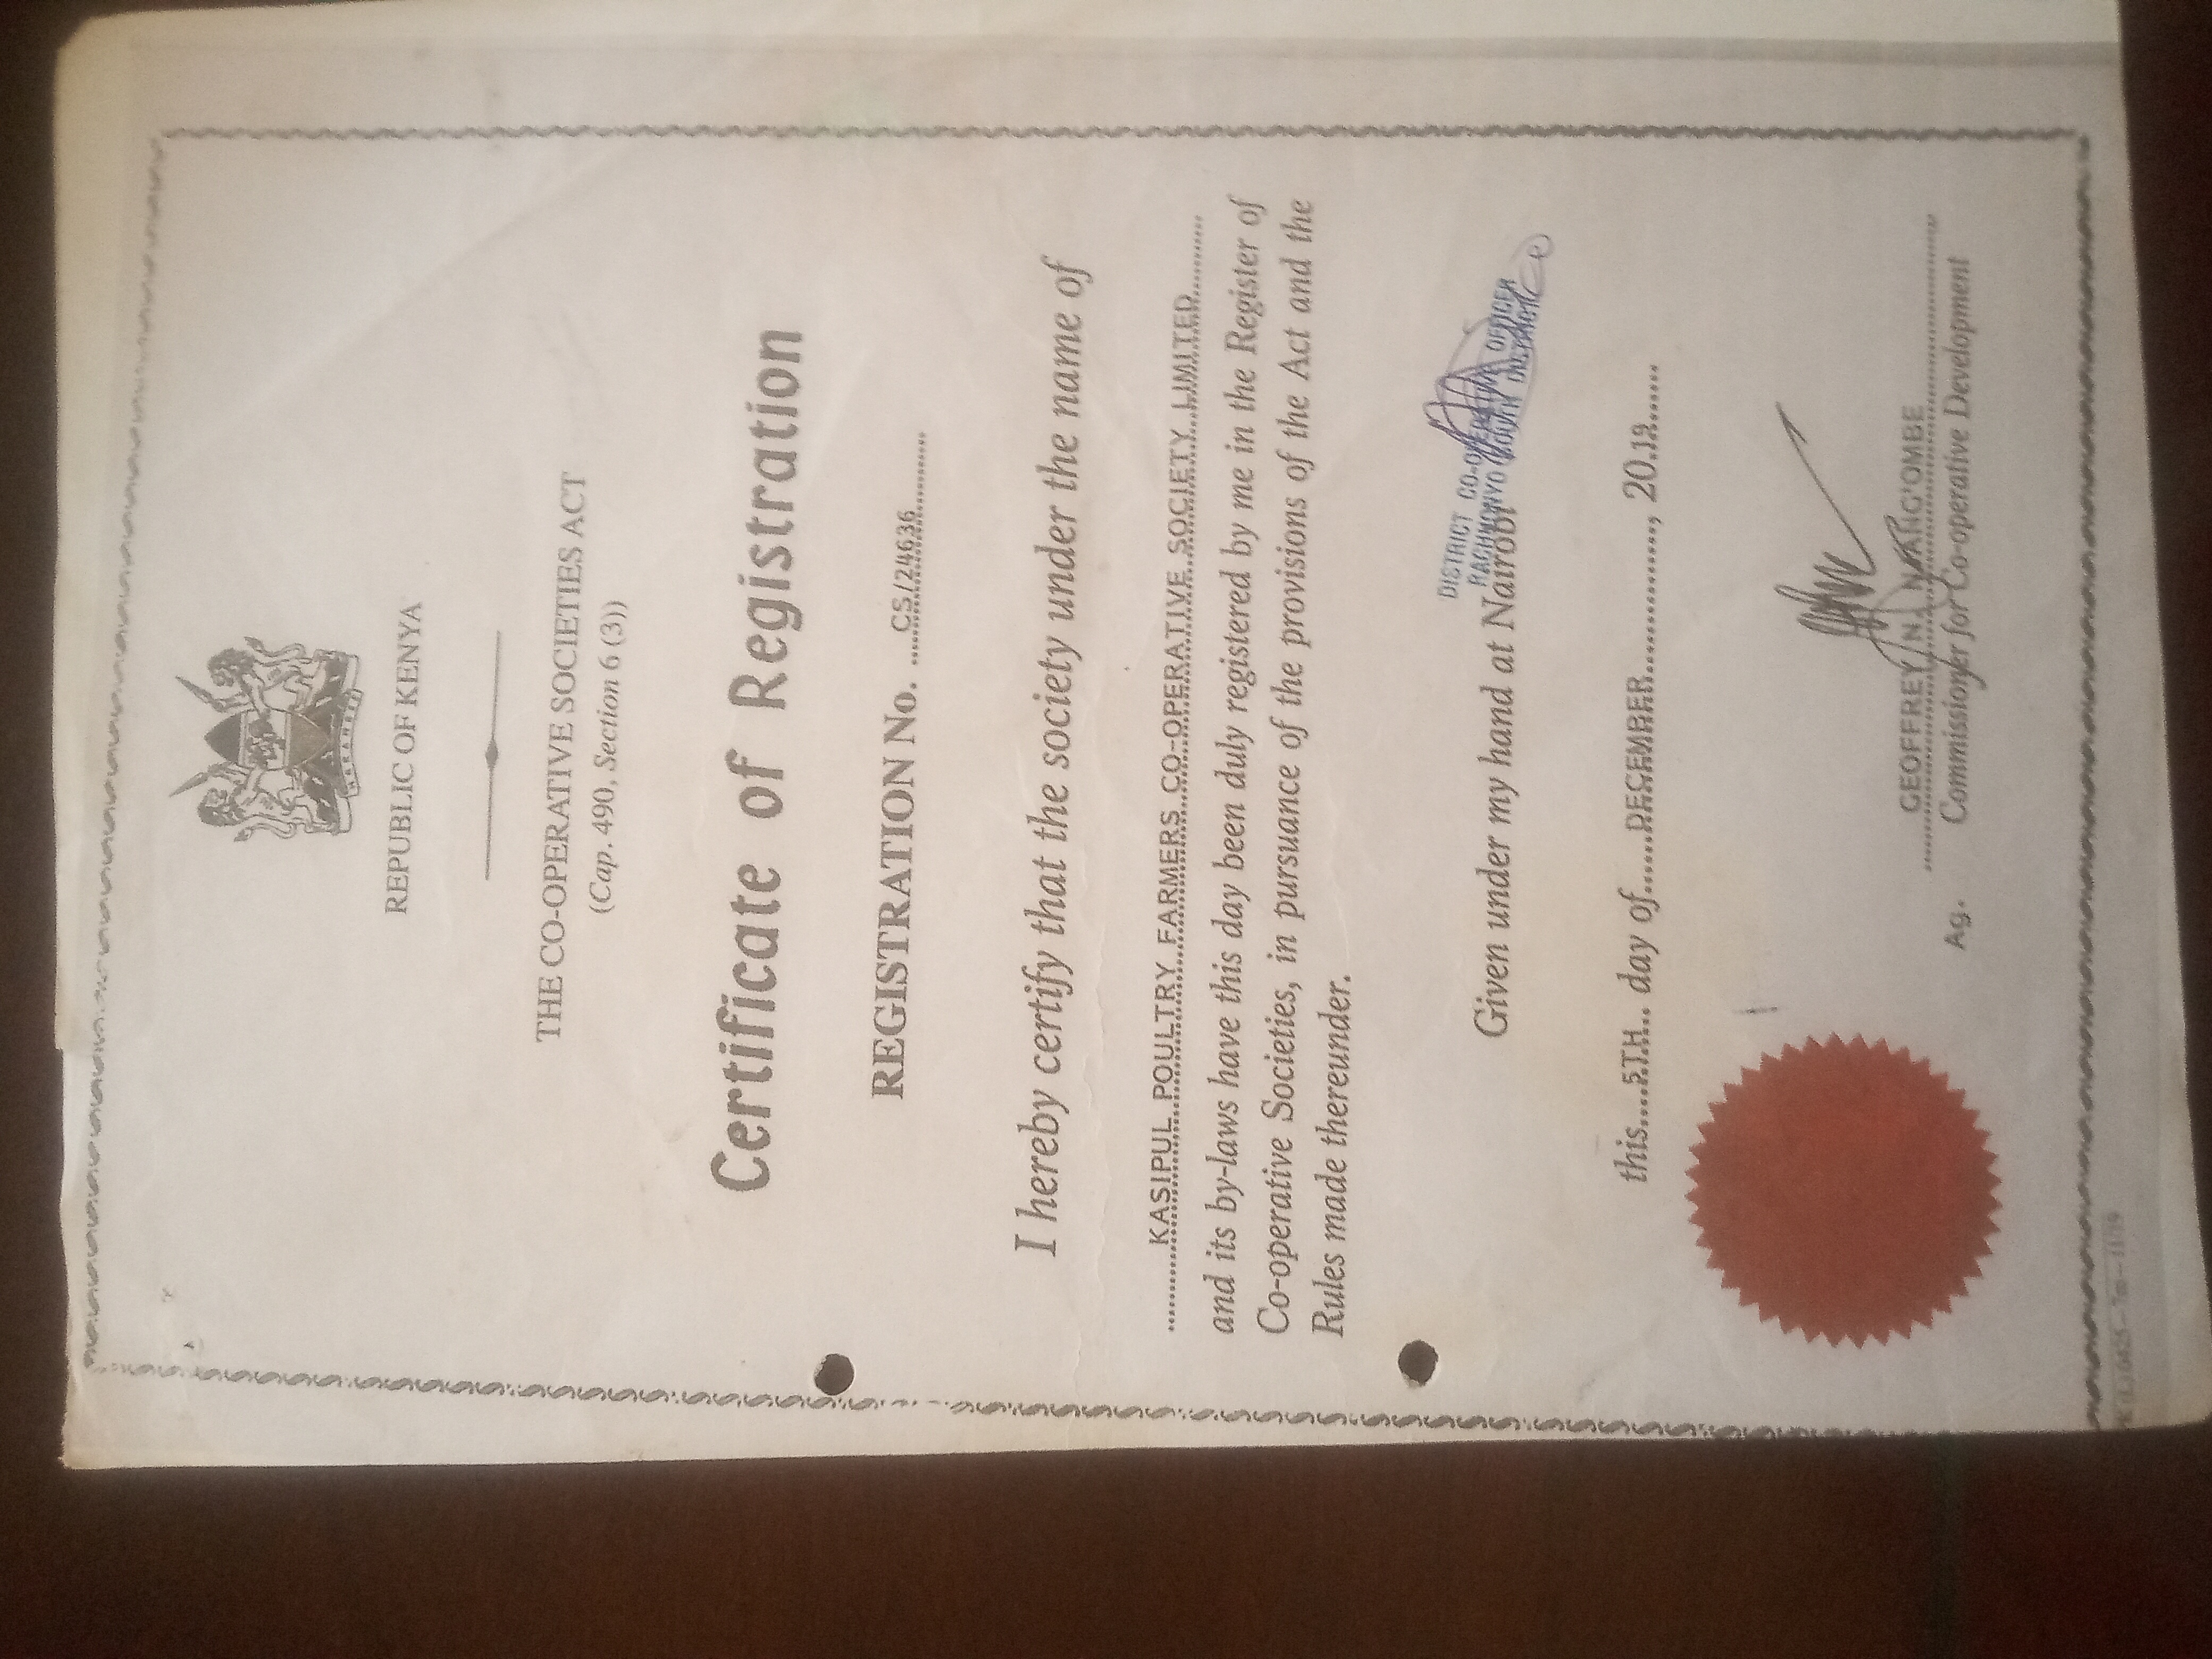 HARAMBEE
REPUBLIC OF KENYA
THE CO-OPERATIVE SOCIETIES ACT
(Cap. 490, Section 6 (3))
Certificate of Registration
REGISTRATION No. ....CS/24636....
I hereby certify that the society under the name of
KASIPUL POULTRY FARMERS CO-OPERATIVE SOCIETY LIMITED
and its by-laws have this day been duly registered by me in the Register of
Co-operative Societies, in pursuance of the provisions of the Act and the
Rules made thereunder.
DISTRICT CO-OPERATIVE OFFICER
RACHUONYO SOUTH DISTRICT
Given under my hand at Nairobi
this....5TH... day of......DECEMBER................, 20.19......
GEOFFREY N. NJANG'OMBE
Ag. Commissioner for Co-operative Development
11/19